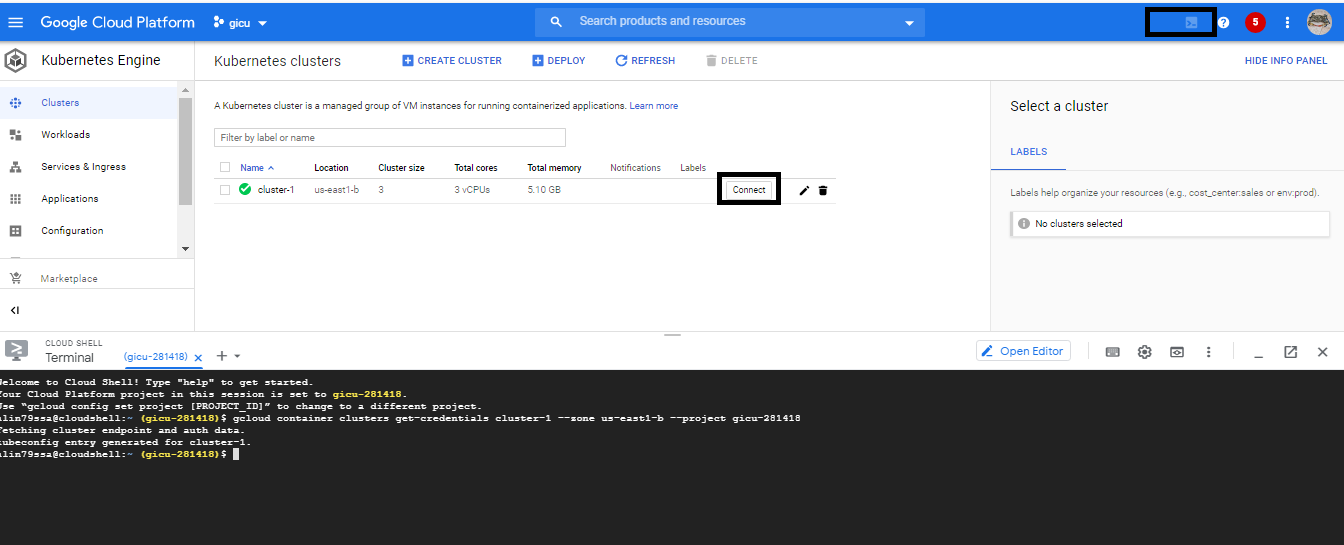 Google Cloud Platform gicu Search products and resources ? 5
Kubernetes Engine
Kubernetes clusters CREATE CLUSTER DEPLOY REFRESH DELETE HIDE INFO PANEL
Clusters
Workloads
Services & Ingress
Applications
Configuration
Marketplace
A Kubernetes cluster is a managed group of VM instances for running containerized applications. Learn more
Filter by label or name
Name Location Cluster size Total cores Total memory Notifications Labels
cluster-1 us-east1-b 3 3 vCPUs 5.10 GB Connect
Select a cluster
LABELS
Labels help organize your resources (e.g., cost_center:sales or env:prod).
No clusters selected
CLOUD SHELL
Terminal (gicu-281418) Open Editor
Welcome to Cloud Shell! Type "help" to get started.
Your Cloud Platform project in this session is set to gicu-281418.
Use “gcloud config set project [PROJECT_ID]” to change to a different project.
alin79ssa@cloudshell:~ (gicu-281418)$ gcloud container clusters get-credentials cluster-1 --zone us-east1-b --project gicu-281418
Fetching cluster endpoint and auth data.
kubeconfig entry generated for cluster-1.
alin79ssa@cloudshell:~ (gicu-281418)$